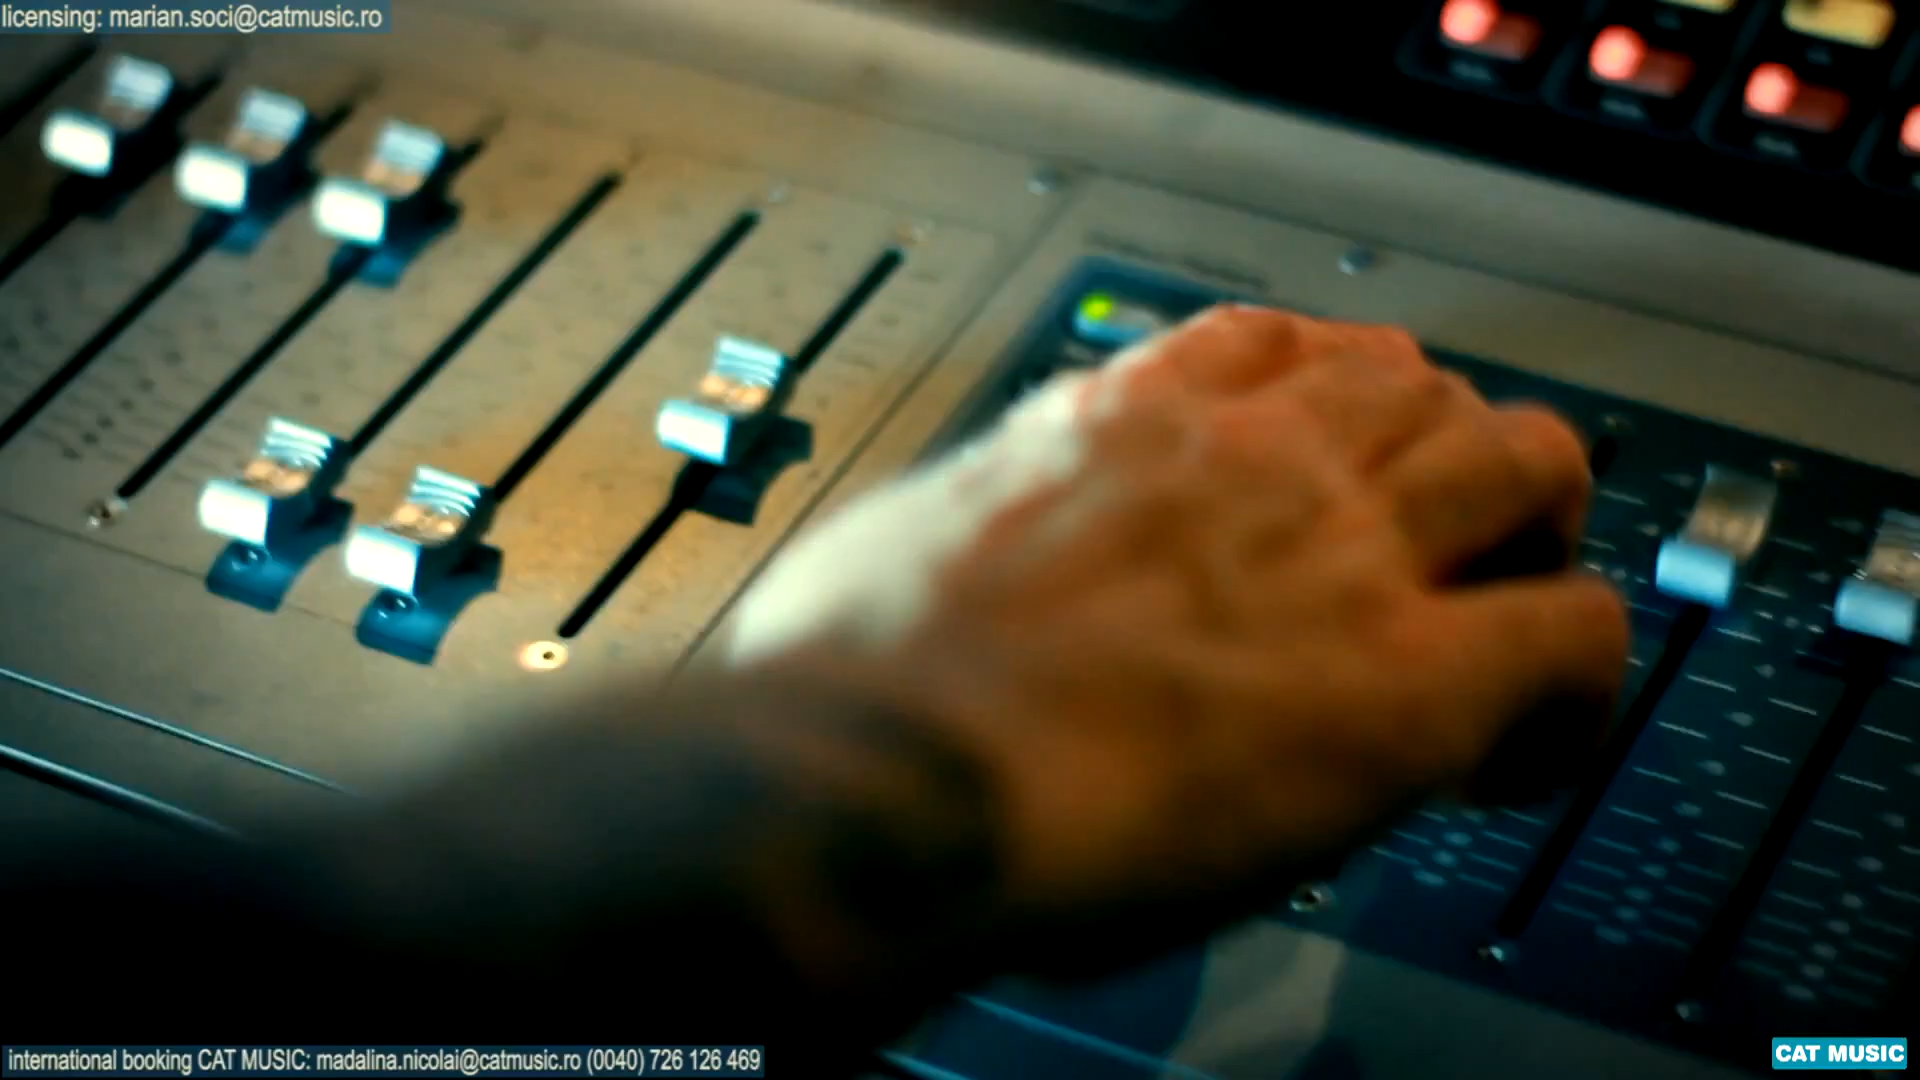 licensing: marian.soci@catmusic.ro
international booking CAT MUSIC: madalina.nicolai@catmusic.ro (0040) 726 126 469
CAT MUSIC